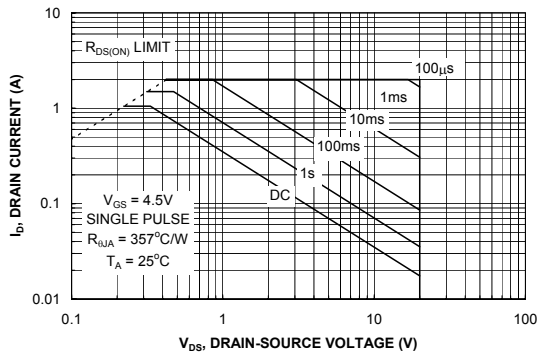 10
1
0.1
0.01
I_D, DRAIN CURRENT (A)
R_DS(ON) LIMIT
100µs
1ms
10ms
100ms
1s
DC
V_GS = 4.5V
SINGLE PULSE
R_θJA = 357°C/W
T_A = 25°C
0.1
1
10
100
V_DS, DRAIN-SOURCE VOLTAGE (V)